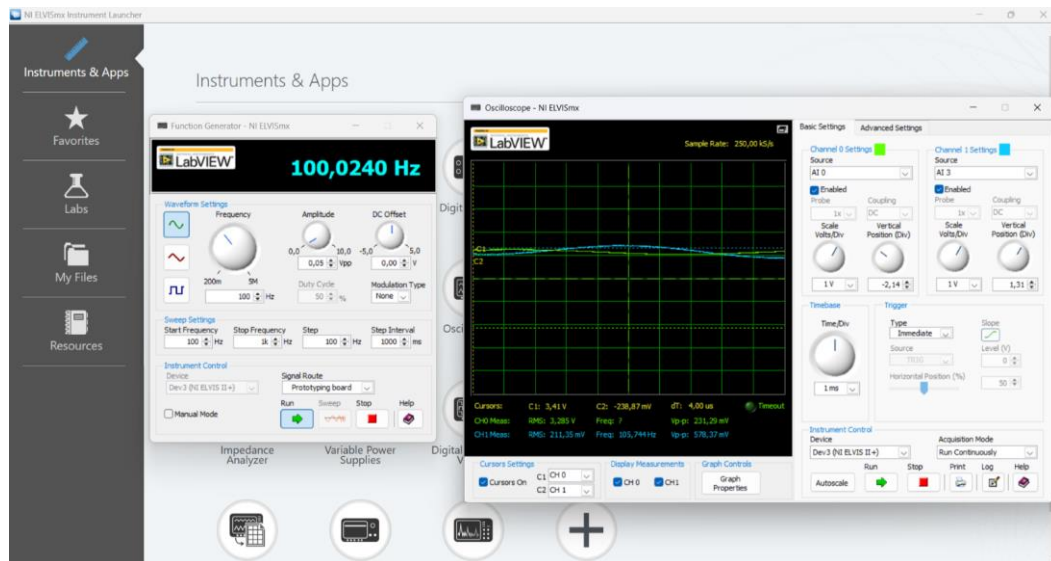 NI ELVISmx Instrument Launcher
Instruments & Apps
Favorites
Labs
My Files
Resources
Instruments & Apps
Function Generator - NI ELVISmx
LabVIEW
100,0240 Hz
Waveform Settings
Frequency
Amplitude
DC Offset
0,0
10,0
-5,0
5,0
0,05 Vpp
0,00 V
200m
5M
Duty Cycle
Modulation Type
100 Hz
50 %
None
Sweep Settings
Start Frequency
Stop Frequency
Step
Step Interval
100 Hz
1k Hz
100 Hz
1000 ms
Instrument Control
Device
Signal Route
Dev3 (NI ELVIS II+)
Prototyping board
Run
Sweep
Stop
Help
Manual Mode
Digit
Osci
Impedance
Analyzer
Variable Power
Supplies
Digital
V
Oscilloscope - NI ELVISmx
LabVIEW
Sample Rate: 250,00 kS/s
C1
C2
Cursors: C1: 3,41 V C2: -238,87 mV dT: 4,00 us Timeout
CH0 Meas: RMS: 3,285 V Freq: ? Vp-p: 231,29 mV
CH1 Meas: RMS: 211,35 mV Freq: 105,744 Hz Vp-p: 578,37 mV
Cursors Settings
Cursors On
C1 CH 0
C2 CH 1
Display Measurements
CH 0
CH1
Graph Controls
Graph
Properties
Basic Settings
Advanced Settings
Channel 0 Settings
Source
AI 0
Enabled
Probe
Coupling
1x
DC
Scale
Volts/Div
Vertical
Position (Div)
1 V
-2,14
Channel 1 Settings
Source
AI 3
Enabled
Probe
Coupling
1x
DC
Scale
Volts/Div
Vertical
Position (Div)
1 V
1,31
Timebase
Time/Div
1 ms
Trigger
Type
Immediate
Slope
Source
Level (V)
0
Horizontal Position (%)
50
Instrument Control
Device
Acquisition Mode
Dev3 (NI ELVIS II+)
Run Continuously
Run
Stop
Print
Log
Help
Autoscale